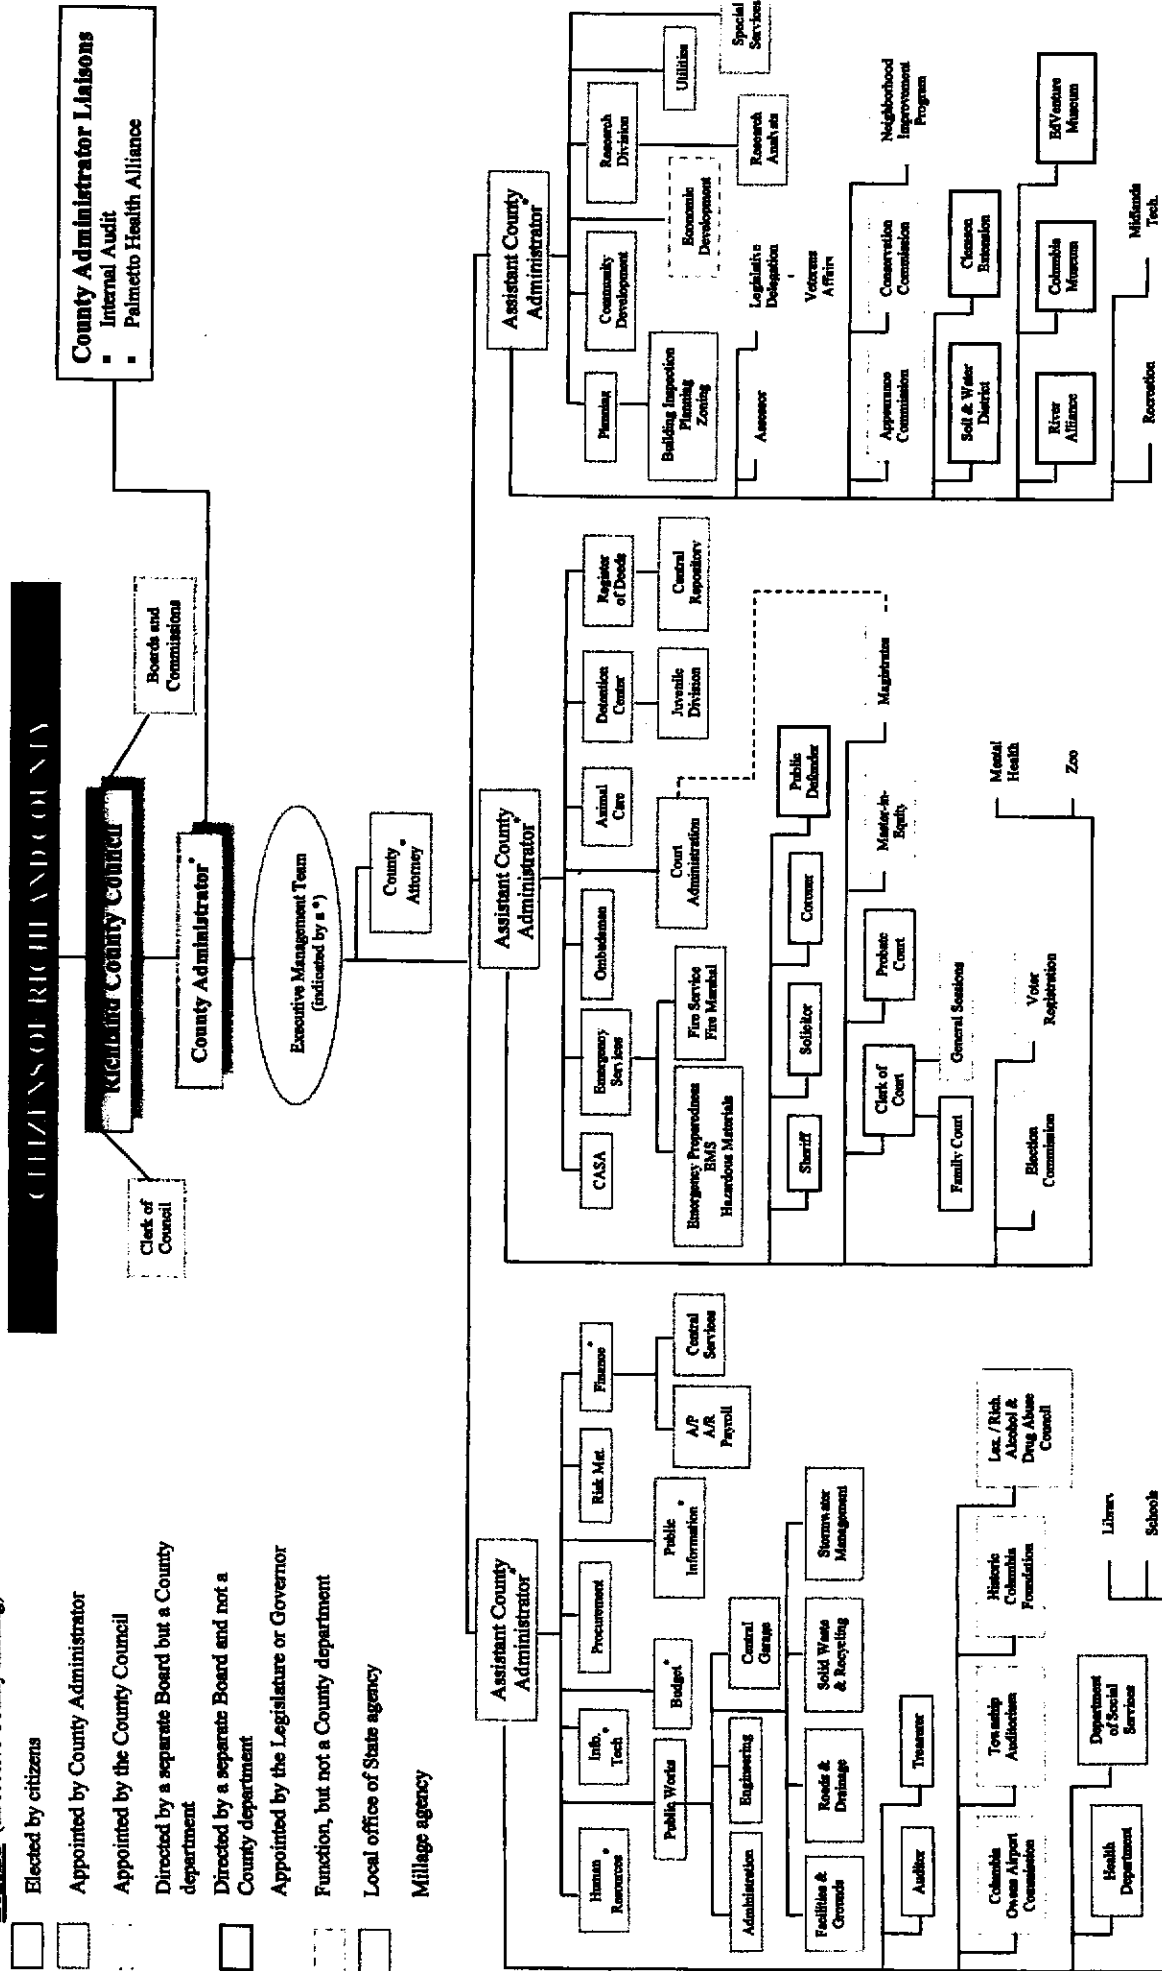 CITIZENS OF RICHLAND COUNTY
Richland County Council
Clerk of
Council
Boards and
Commissions
County Administrator*
County Administrator Liaisons
▪ Internal Audit
▪ Palmetto Health Alliance
Executive Management Team
(indicated by a *)
County *
Attorney
Elected by citizens
Appointed by County Administrator
Appointed by the County Council
Directed by a separate Board but a County
department
Directed by a separate Board and not a
County department
Appointed by the Legislature or Governor
Function, but not a County department
Local office of State agency
Millage agency
Assistant County
Administrator*
Human *
Resources
Info. *
Tech
Procurement
Risk Mgt.
Finance *
Public Works
Budget *
Public *
Information
A/P
A/R
Payroll
Central
Services
Administration
Engineering
Central
Garage
Facilities &
Grounds
Roads &
Drainage
Solid Waste
& Recycling
Stormwater
Management
Auditor
Treasurer
Columbia
Owens Airport
Commission
Township
Auditorium
Historic
Columbia
Foundation
Lex. / Rich.
Alcohol &
Drug Abuse
Council
Health
Department
Department
of Social
Services
Library
Schools
Assistant County
Administrator*
CASA
Emergency
Services
Ombudsman
Animal
Care
Detention
Center
Register
of Deeds
Emergency Preparedness
EMS
Hazardous Materials
Fire Service
Fire Marshal
Court
Administration
Juvenile
Division
Central
Repository
Sheriff
Solicitor
Coroner
Public
Defender
Clerk of
Court
Probate
Court
Master-in-
Equity
Magistrates
Family Court
General Sessions
Election
Commission
Voter
Registration
Mental
Health
Zoo
Assistant County
Administrator*
Planning
Community
Development
Research
Division
Utilities
Special
Services
Building Inspection
Planning
Zoning
Economic
Development
Research
Analysts
Assessor
Legislative
Delegation
Veterans
Affairs
Appearance
Commission
Conservation
Commission
Neighborhood
Improvement
Program
Soil & Water
District
Clemson
Extension
River
Alliance
Columbia
Museum
EdVenture
Museum
Recreation
Midlands
Tech.